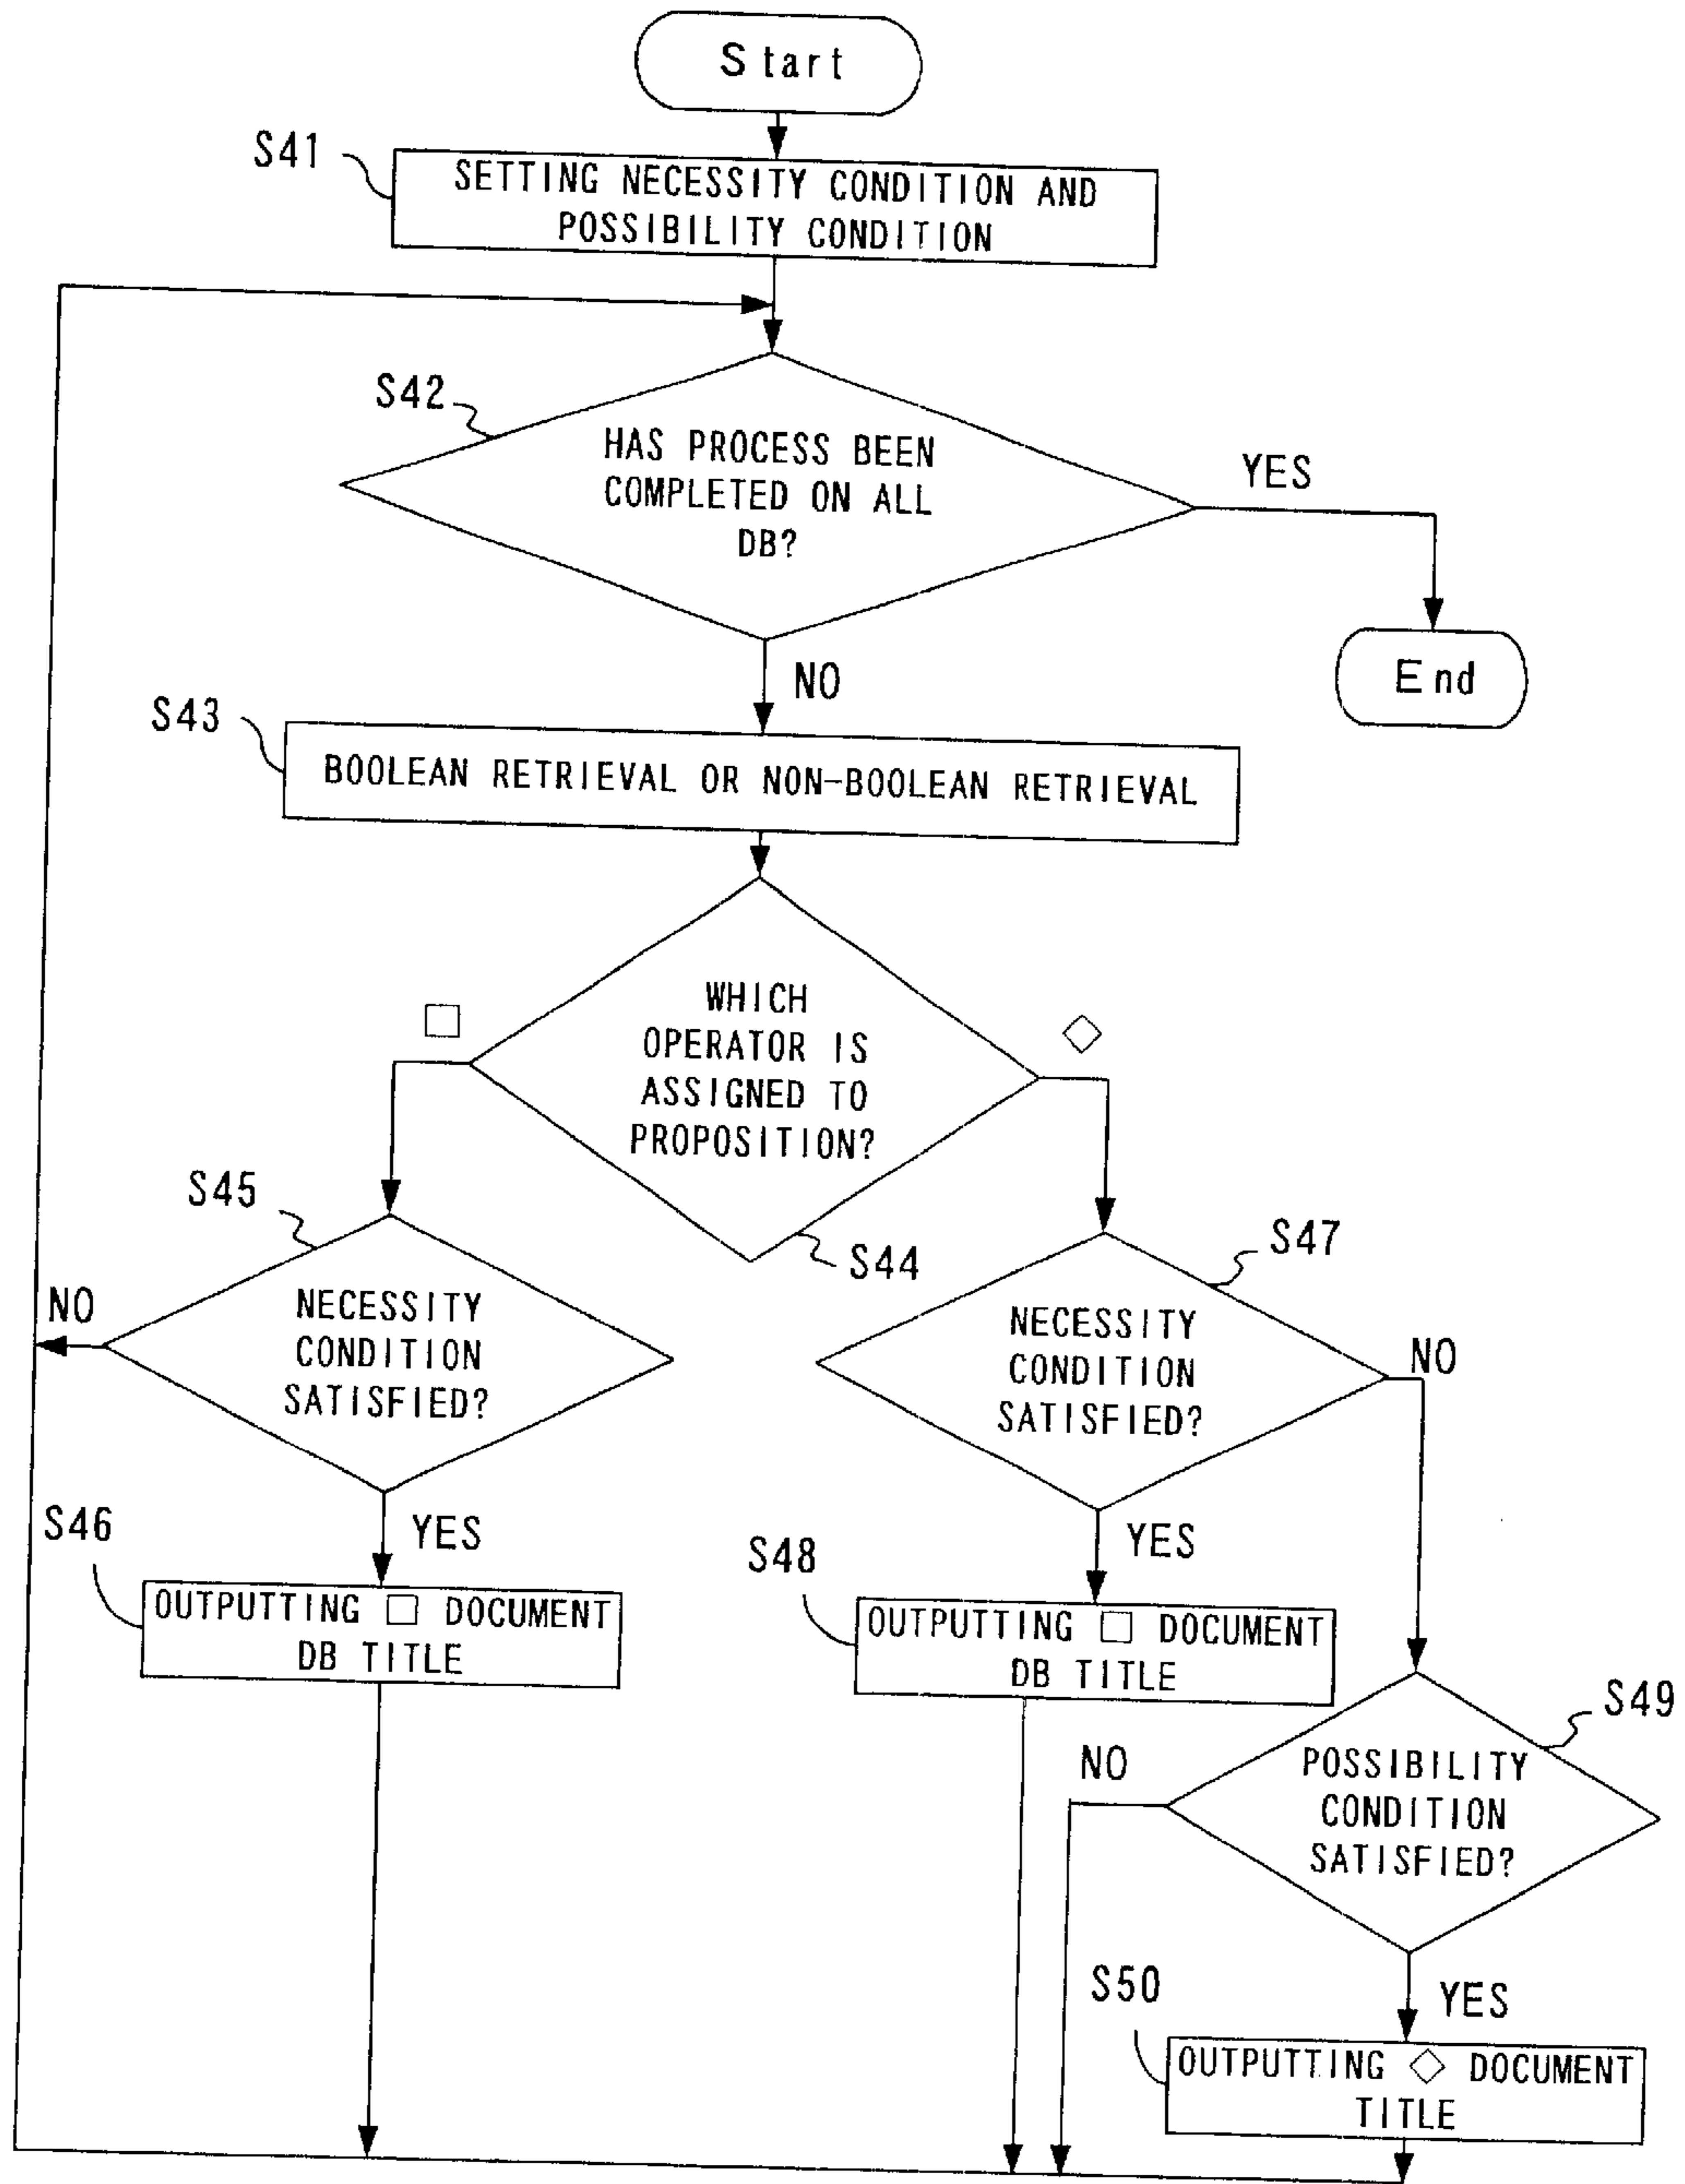 Start
S41
SETTING NECESSITY CONDITION AND
POSSIBILITY CONDITION
S42
HAS PROCESS BEEN
COMPLETED ON ALL
DB?
YES
End
NO
S43
BOOLEAN RETRIEVAL OR NON-BOOLEAN RETRIEVAL
WHICH
OPERATOR IS
ASSIGNED TO
PROPOSITION?
□
◇
S44
S45
NECESSITY
CONDITION
SATISFIED?
NO
YES
S46
OUTPUTTING □ DOCUMENT
DB TITLE
S47
NECESSITY
CONDITION
SATISFIED?
NO
YES
S48
OUTPUTTING □ DOCUMENT
DB TITLE
S49
POSSIBILITY
CONDITION
SATISFIED?
NO
YES
S50
OUTPUTTING ◇ DOCUMENT
TITLE